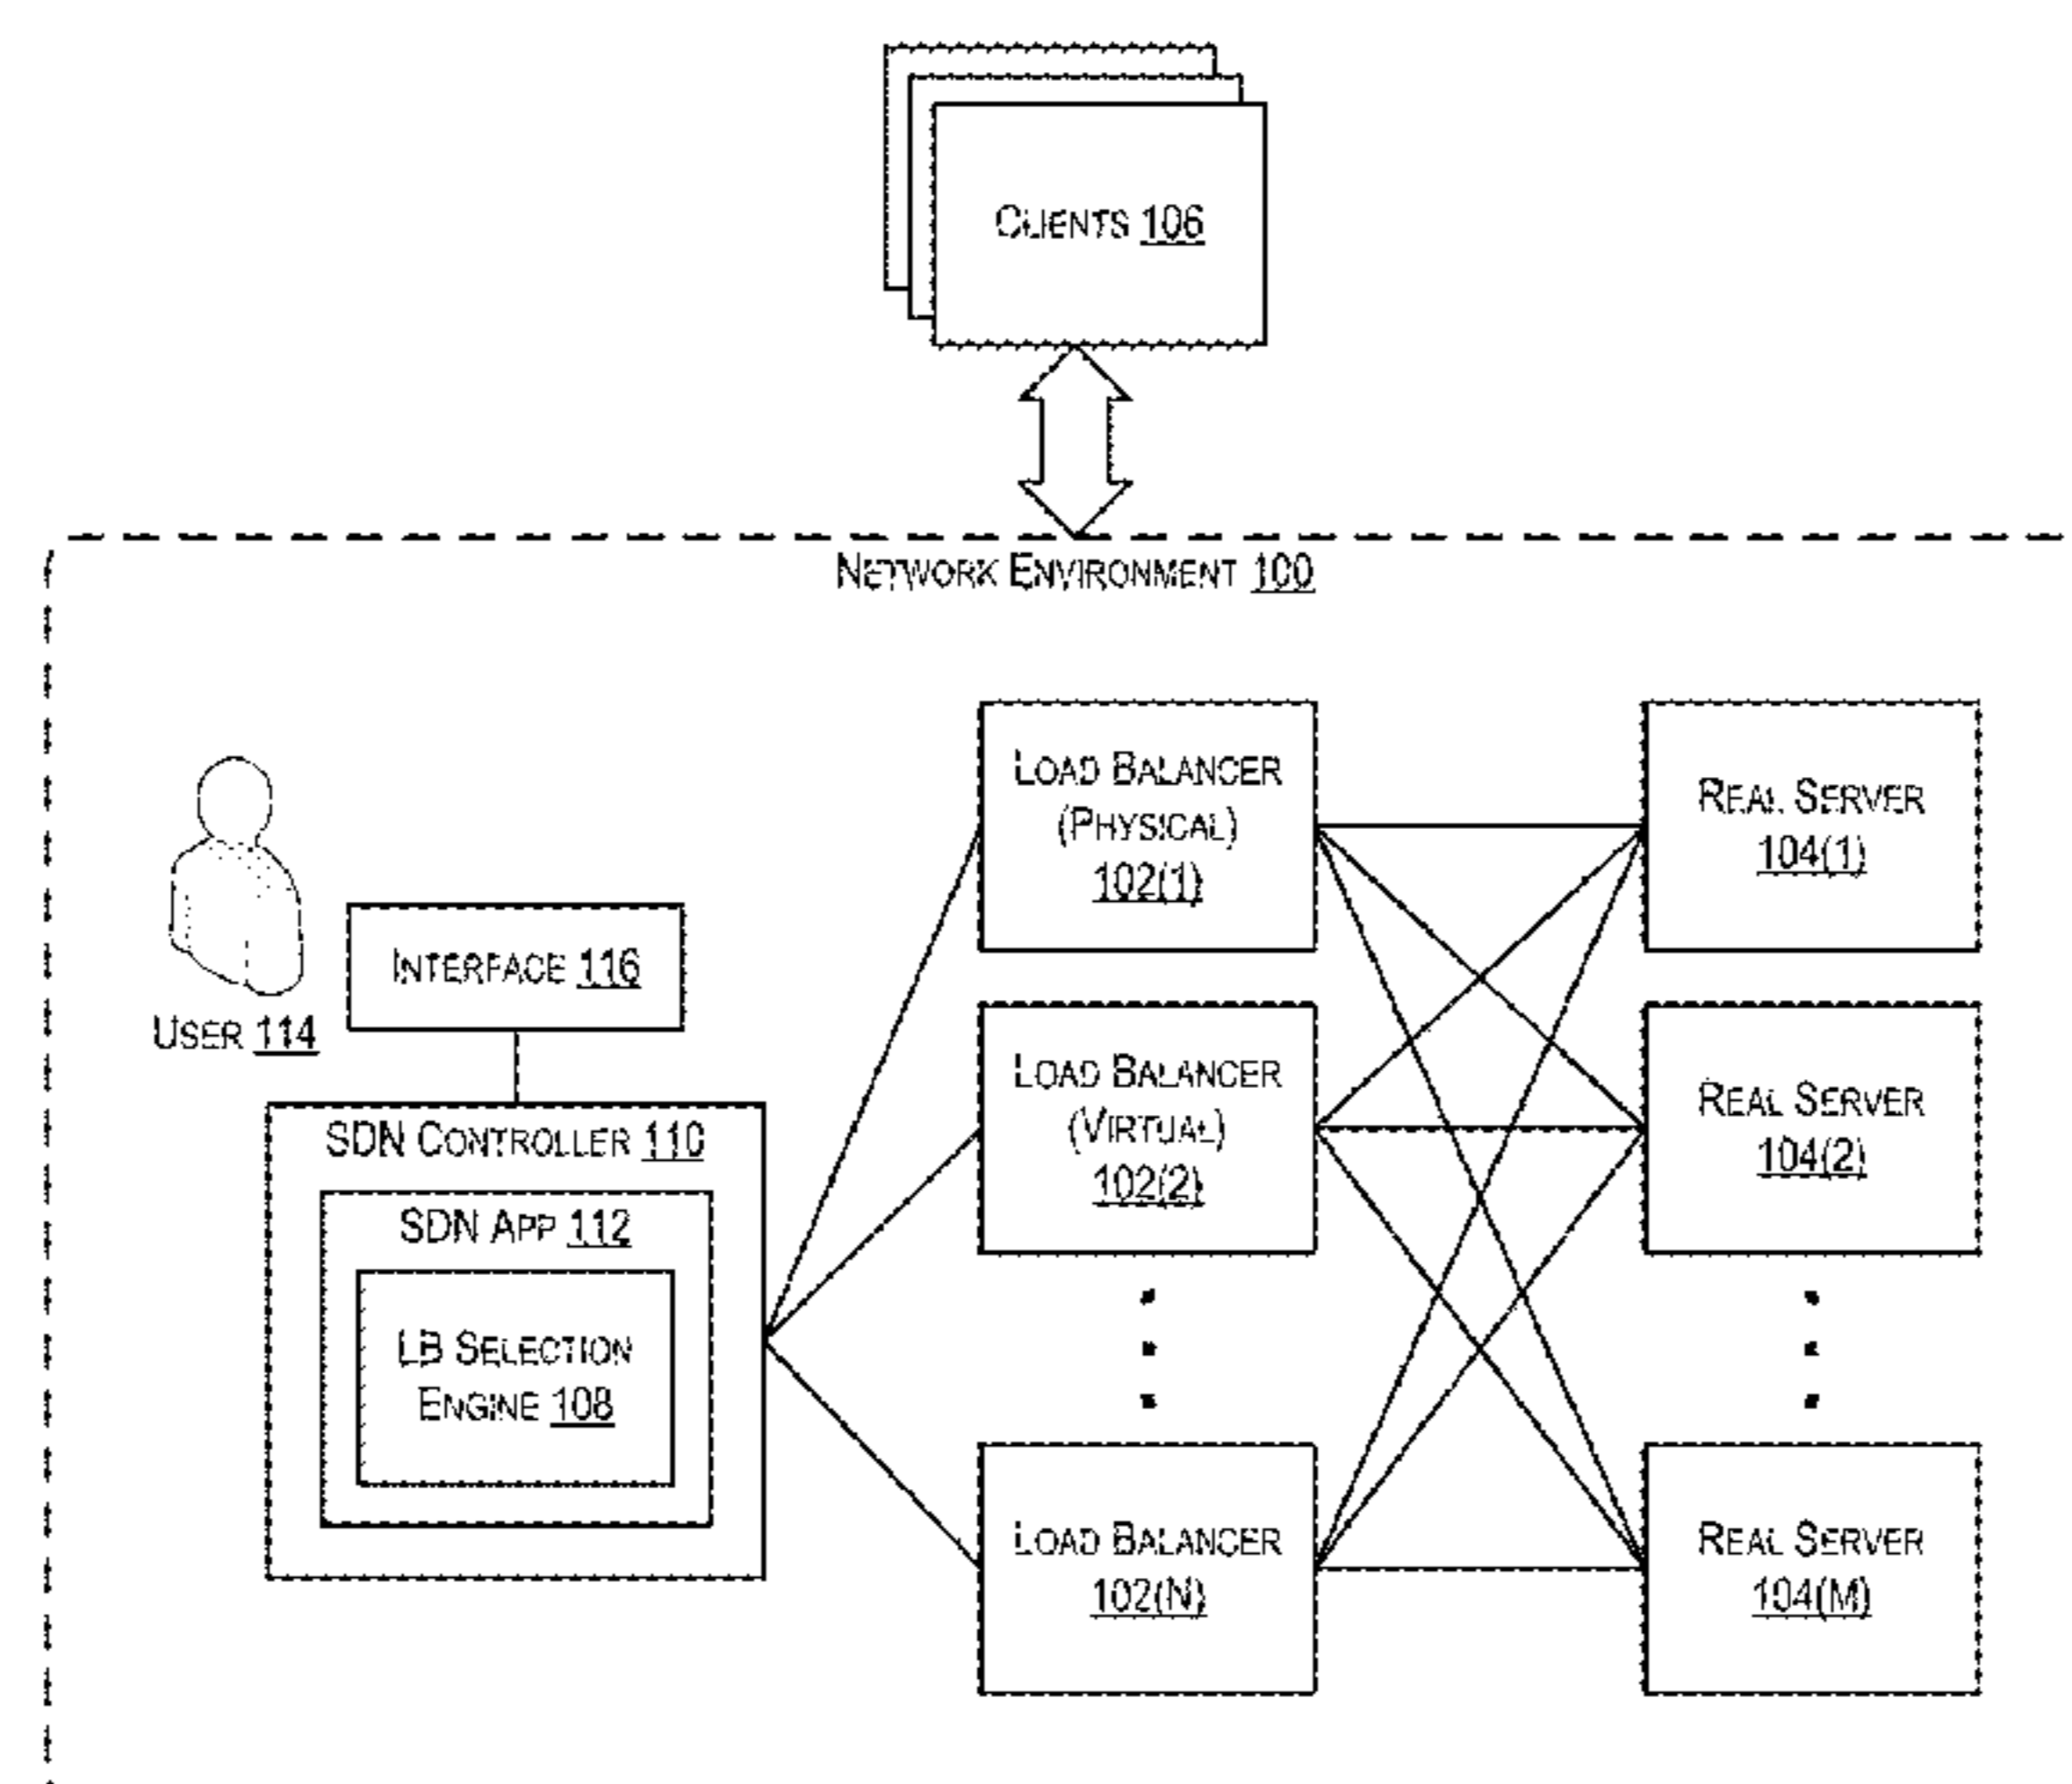 CLIENTS 106
NETWORK ENVIRONMENT 100
LOAD BALANCER
(PHYSICAL)
102(1)
REAL SERVER
104(1)
INTERFACE 116
USER 114
LOAD BALANCER
(VIRTUAL)
102(2)
REAL SERVER
104(2)
SDN CONTROLLER 110
SDN APP 112
LB SELECTION
ENGINE 108
LOAD BALANCER
102(N)
REAL SERVER
104(M)